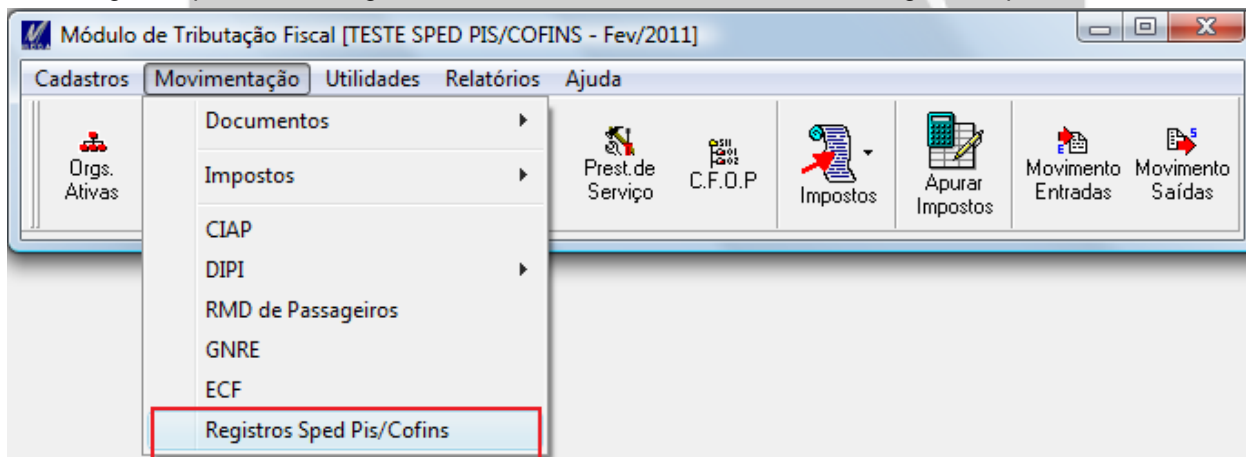 Módulo de Tributação Fiscal [TESTE SPED PIS/COFINS - Fev/2011]
Cadastros Movimentação Utilidades Relatórios Ajuda
Orgs.
Ativas
Prest.de
Serviço
C.F.O.P
Impostos
Apurar
Impostos
Movimento
Entradas
Movimento
Saídas
Documentos
Impostos
CIAP
DIPI
RMD de Passageiros
GNRE
ECF
Registros Sped Pis/Cofins